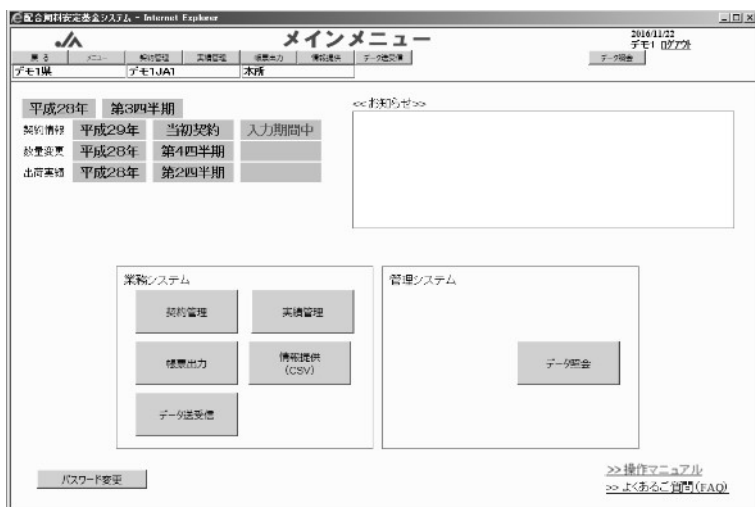 配合飼料安定基金システム - Internet Explorer
JA
メインメニュー
2016/11/22
デモ1 ログアウト
戻る メニュー 契約管理 実績管理 帳票出力 情報提供 データ送受信 データ照会
デモ1県 デモ1JA1 本所
平成28年 第3四半期
<<お知らせ>>
契約情報 平成29年 当初契約 入力期間中
数量変更 平成28年 第4四半期
出荷実績 平成28年 第2四半期
業務システム
管理システム
契約管理 実績管理
帳票出力 情報提供
(CSV)
データ照会
データ送受信
パスワード変更
>> 操作マニュアル
>> よくあるご質問(FAQ)